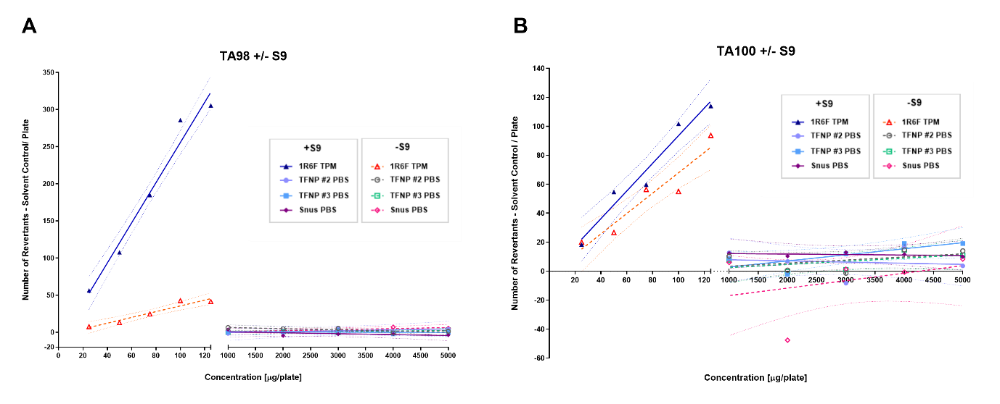 A
TA98 +/- S9
Number of Revertants - Solvent Control/ Plate
350
300
250
200
150
100
50
0
-20
0 20 40 60 80 100 120
1000 1500 2000 2500 3000 3500 4000 4500 5000
Concentration [µg/plate]
+S9
1R6F TPM
TFNP #2 PBS
TFNP #3 PBS
Snus PBS
-S9
1R6F TPM
TFNP #2 PBS
TFNP #3 PBS
Snus PBS
B
TA100 +/- S9
Number of Revertants - Solvent Control / Plate
140
120
100
80
60
40
20
0
-20
-40
-60
20 40 60 80 100 120
1000 1500 2000 2500 3000 3500 4000 4500 5000
Concentration [µg/plate]
+S9
1R6F TPM
TFNP #2 PBS
TFNP #3 PBS
Snus PBS
-S9
1R6F TPM
TFNP #2 PBS
TFNP #3 PBS
Snus PBS